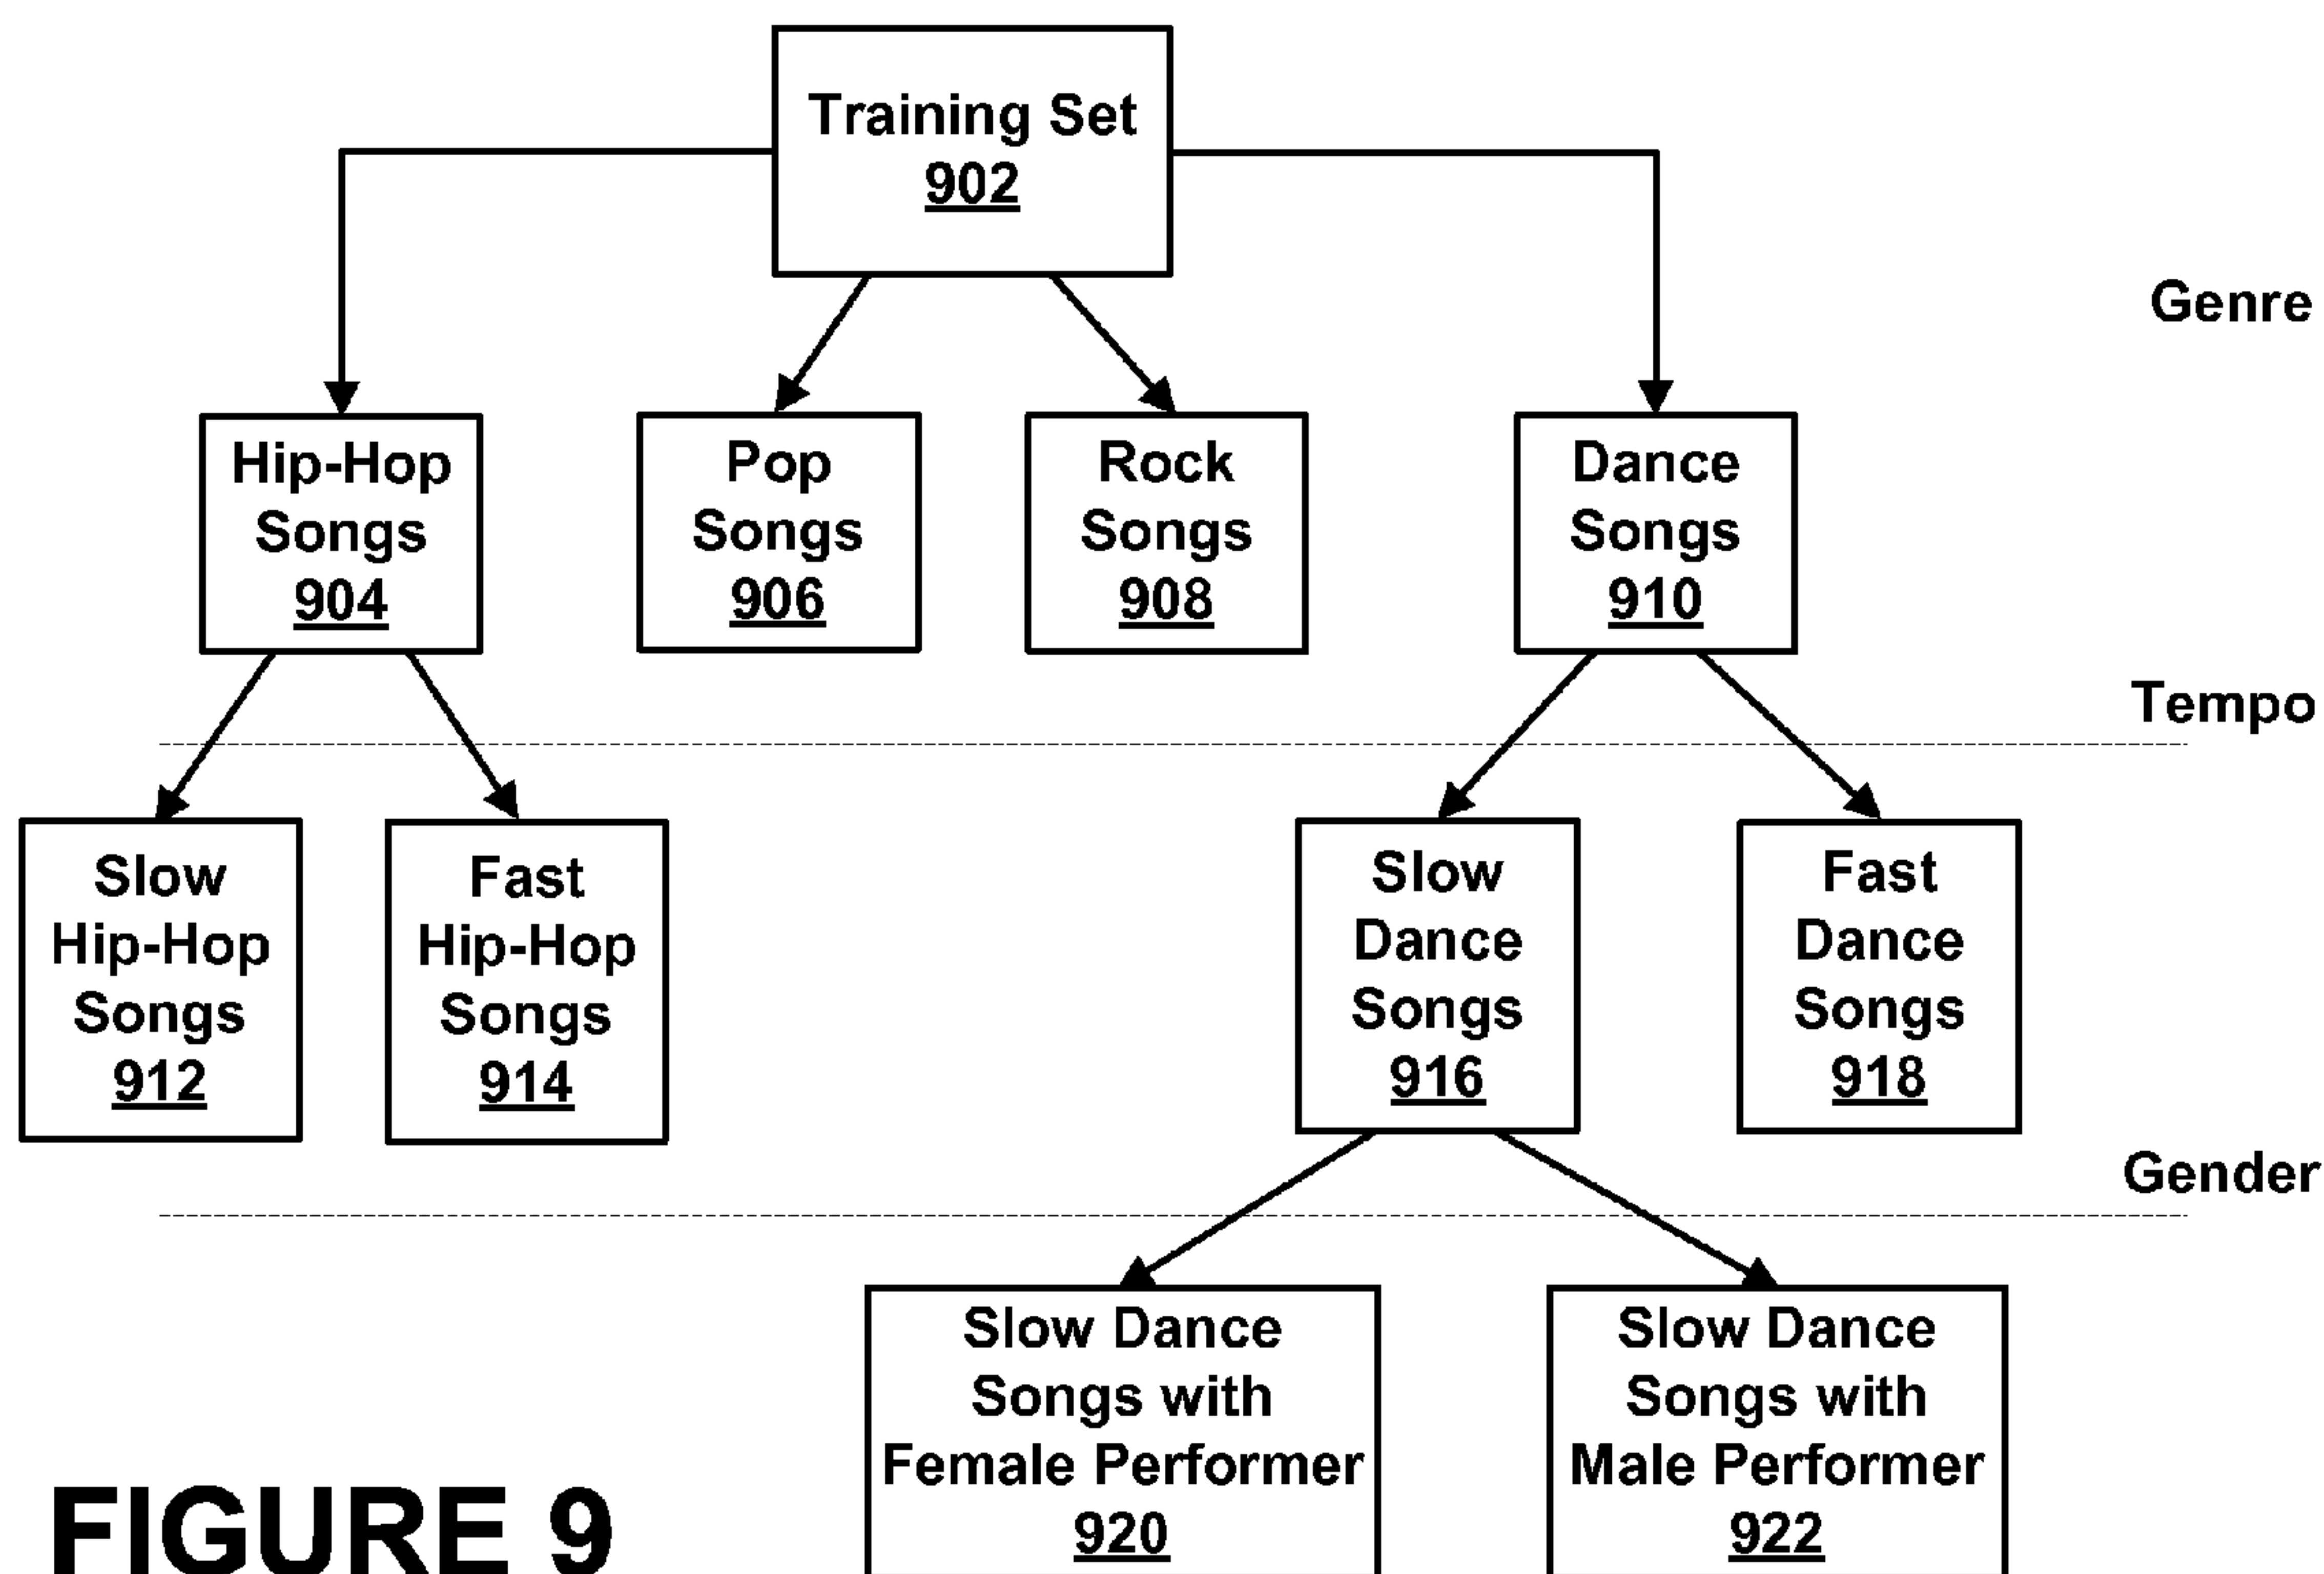 Training Set
902
Genre
Hip-Hop
Songs
904
Pop
Songs
906
Rock
Songs
908
Dance
Songs
910
Tempo
Slow
Hip-Hop
Songs
912
Fast
Hip-Hop
Songs
914
Slow
Dance
Songs
916
Fast
Dance
Songs
918
Gender
Slow Dance
Songs with
Female Performer
920
Slow Dance
Songs with
Male Performer
922
FIGURE 9